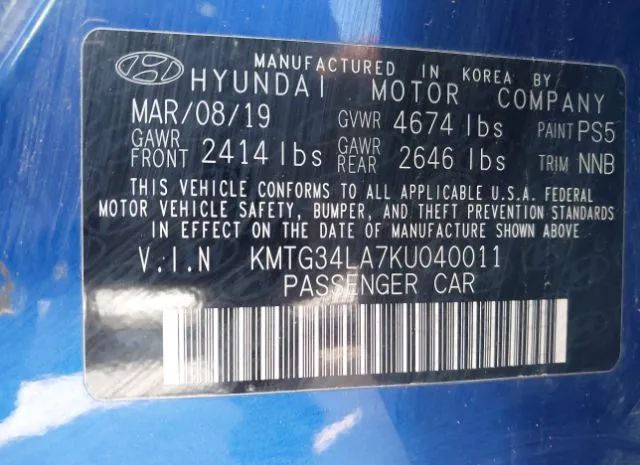 MANUFACTURED IN KOREA BY
HYUNDAI MOTOR COMPANY
MAR/08/19 GVWR 4674 lbs PAINT PS5
GAWR FRONT 2414 lbs GAWR REAR 2646 lbs TRIM NNB
THIS VEHICLE CONFORMS TO ALL APPLICABLE U.S.A. FEDERAL
MOTOR VEHICLE SAFETY, BUMPER, AND THEFT PREVENTION STANDARDS
IN EFFECT ON THE DATE OF MANUFACTURE SHOWN ABOVE.
V.I.N KMTG34LA7KU040011
PASSENGER CAR